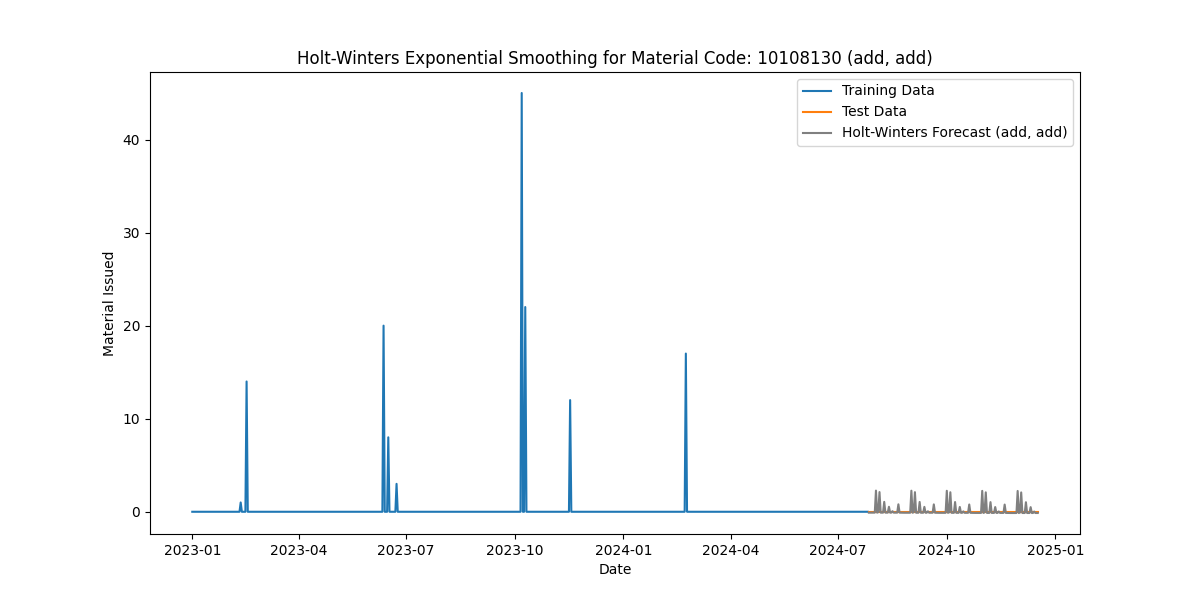 Holt-Winters Exponential Smoothing for Material Code: 10108130 (add, add)
Training Data
Test Data
Holt-Winters Forecast (add, add)
Material Issued
40
30
20
10
0
2023-01 2023-04 2023-07 2023-10 2024-01 2024-04 2024-07 2024-10 2025-01
Date